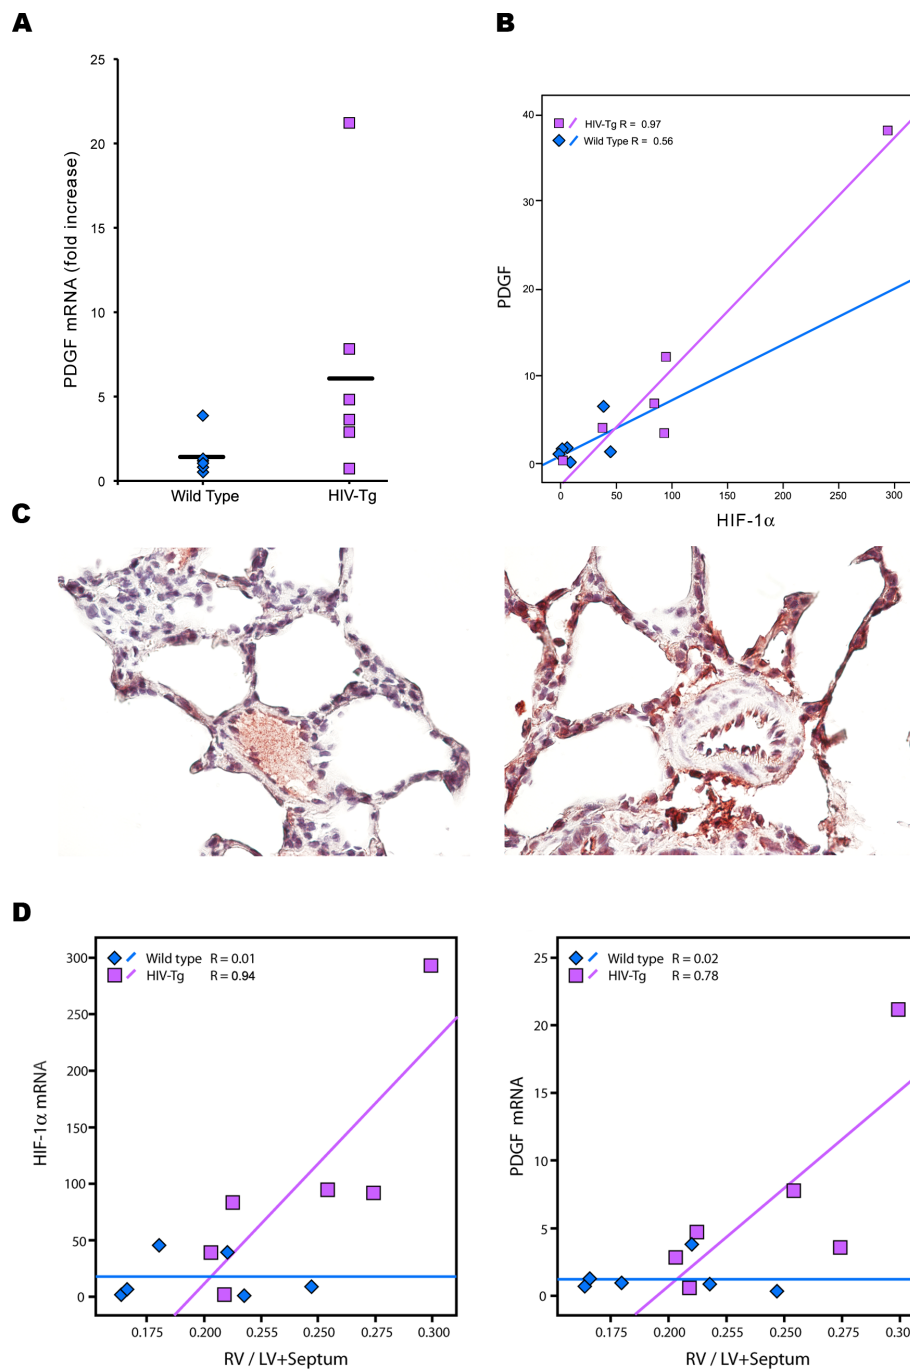 A
B
25
20
15
10
5
0
PDGF mRNA (fold increase)
Wild Type
HIV-Tg
40
30
20
10
0
PDGF
HIV-Tg R = 0.97
Wild Type R = 0.56
0 50 100 150 200 250 300
HIF-1α
C
D
300
250
200
150
100
50
0
HIF-1α mRNA
Wild type R = 0.01
HIV-Tg R = 0.94
0.175 0.200 0.225 0.250 0.275 0.300
RV / LV+Septum
25
20
15
10
5
0
PDGF mRNA
Wild type R = 0.02
HIV-Tg R = 0.78
0.175 0.200 0.255 0.250 0.275 0.30
RV / LV+Septum